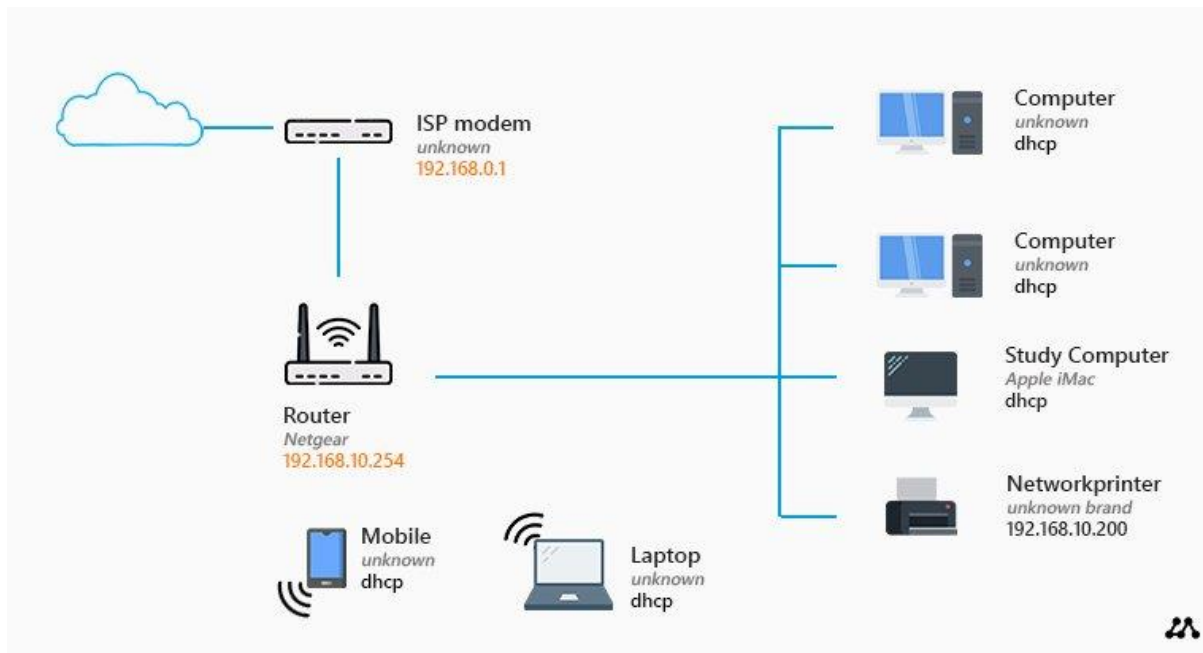 ISP modem
unknown
192.168.0.1
Router
Netgear
192.168.10.254
Mobile
unknown
dhcp
Laptop
unknown
dhcp
Computer
unknown
dhcp
Computer
unknown
dhcp
Study Computer
Apple iMac
dhcp
Networkprinter
unknown brand
192.168.10.200